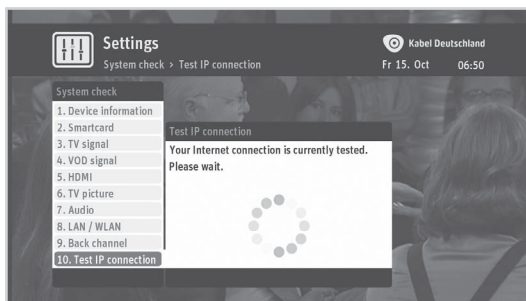 Settings
Kabel Deutschland
System check > Test IP connection
Fr 15. Oct 06:50
System check
1. Device information
2. Smartcard
3. TV signal
4. VOD signal
5. HDMI
6. TV picture
7. Audio
8. LAN / WLAN
9. Back channel
10. Test IP connection
Test IP connection
Your Internet connection is currently tested.
Please wait.